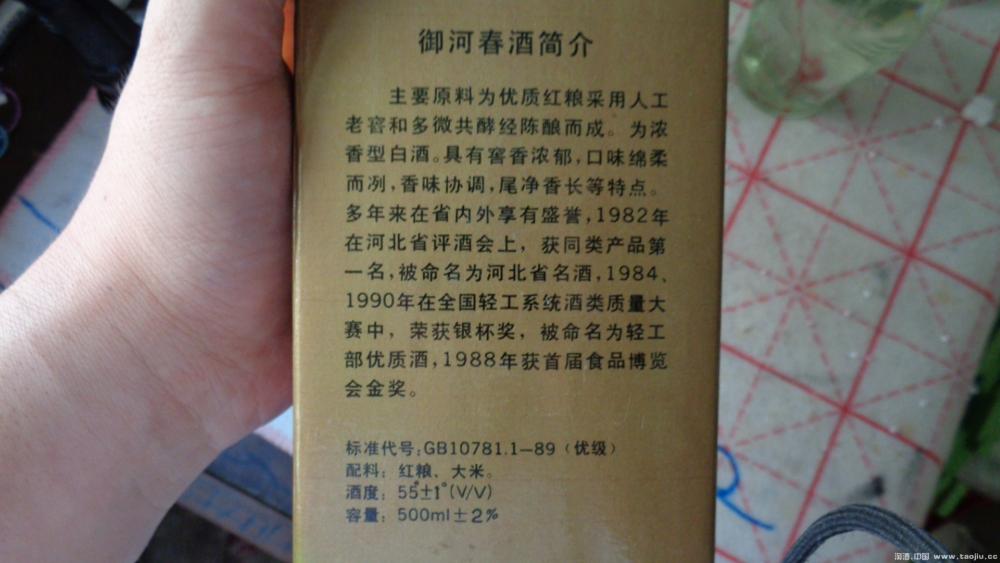 御河春酒简介
主要原料为优质红粮采用人工
老窖和多微共酵经陈酿而成。为浓
香型白酒。具有窖香浓郁,口味绵柔
而冽,香味协调,尾净香长等特点。
多年来在省内外享有盛誉,1982年
在河北省评酒会上，获同类产品第
一名,被命名为河北省名酒,1984、
1990年在全国轻工系统酒类质量大
赛中，荣获银杯奖，被命名为轻工
部优质酒,1988年获首届食品博览
会金奖。
标准代号:GB10781.1—89（优级）
配料：红粮、大米。
酒度：55°±1°(V/V)
容量：500ml±2%
淘酒.中国 www.taojiu.cc